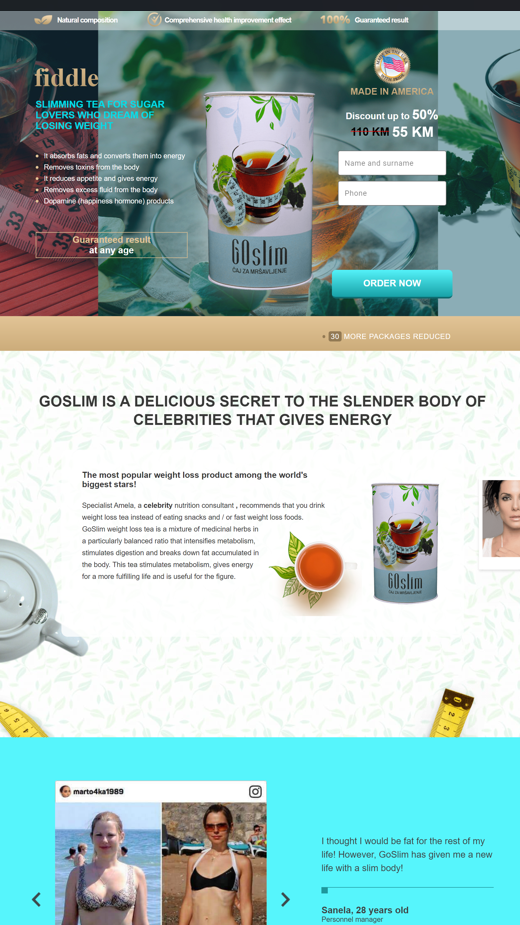 Natural composition
Comprehensive health improvement effect
100% Guaranteed result
fiddle
SLIMMING TEA FOR SUGAR
LOVERS WHO DREAM OF
LOSING WEIGHT
It absorbs fats and converts them into energy
Removes toxins from the body
It reduces appetite and gives energy
Removes excess fluid from the body
Dopamine (happiness hormone) products
Guaranteed result
at any age
GOslim
ČAJ ZA MRŠAVLJENJE
MADE IN AMERICA
Discount up to 50%
110 KM 55 KM
Name and surname
Phone
ORDER NOW
30 MORE PACKAGES REDUCED
GOSLIM IS A DELICIOUS SECRET TO THE SLENDER BODY OF
CELEBRITIES THAT GIVES ENERGY
The most popular weight loss product among the world's
biggest stars!
Specialist Amela, a celebrity nutrition consultant , recommends that you drink
weight loss tea instead of eating snacks and / or fast weight loss foods.
GoSlim weight loss tea is a mixture of medicinal herbs in
a particularly balanced ratio that intensifies metabolism,
stimulates digestion and breaks down fat accumulated in
the body. This tea stimulates metabolism, gives energy
for a more fulfilling life and is useful for the figure.
GOslim
ČAJ ZA MRŠAVLJENJE
marto4ka1989
I thought I would be fat for the rest of my
life! However, GoSlim has given me a new
life with a slim body!
Sanela, 28 years old
Personnel manager